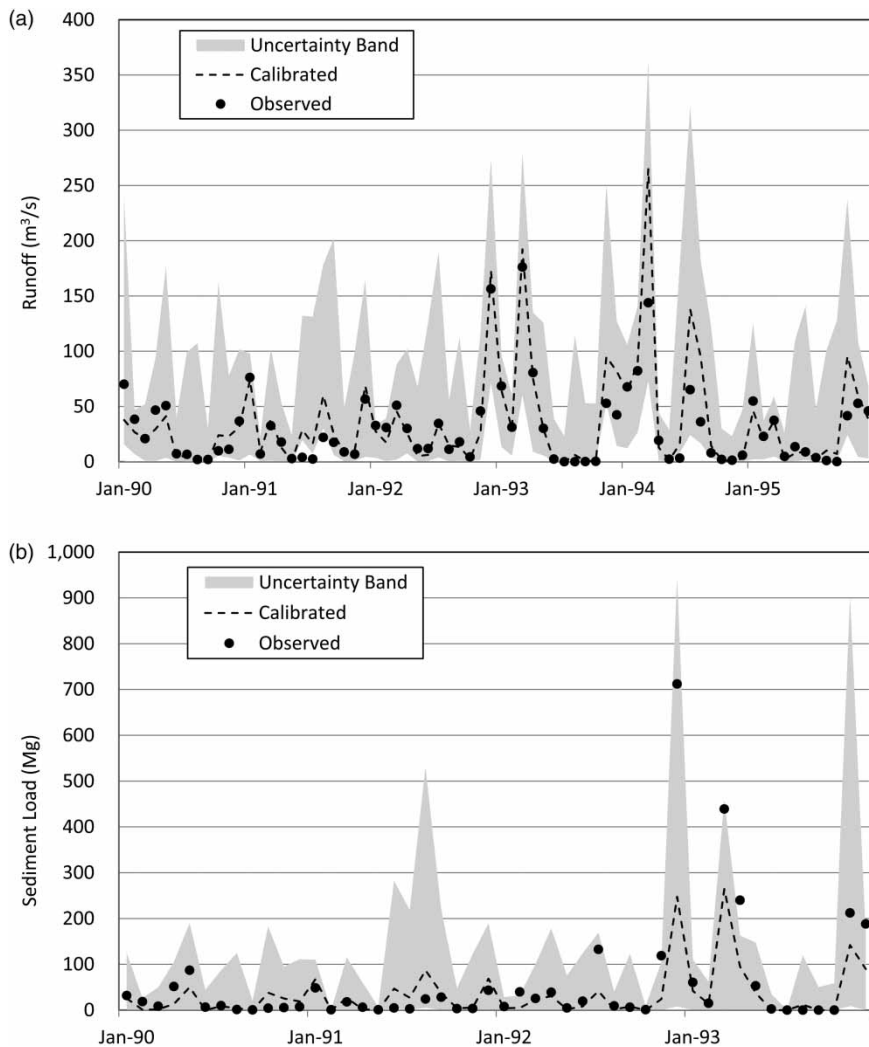 (a)
400
350
300
250
200
150
100
50
0
Runoff (m³/s)
Uncertainty Band
Calibrated
Observed
Jan-90 Jan-91 Jan-92 Jan-93 Jan-94 Jan-95
(b)
1,000
900
800
700
600
500
400
300
200
100
0
Sediment Load (Mg)
Uncertainty Band
Calibrated
Observed
Jan-90 Jan-91 Jan-92 Jan-93